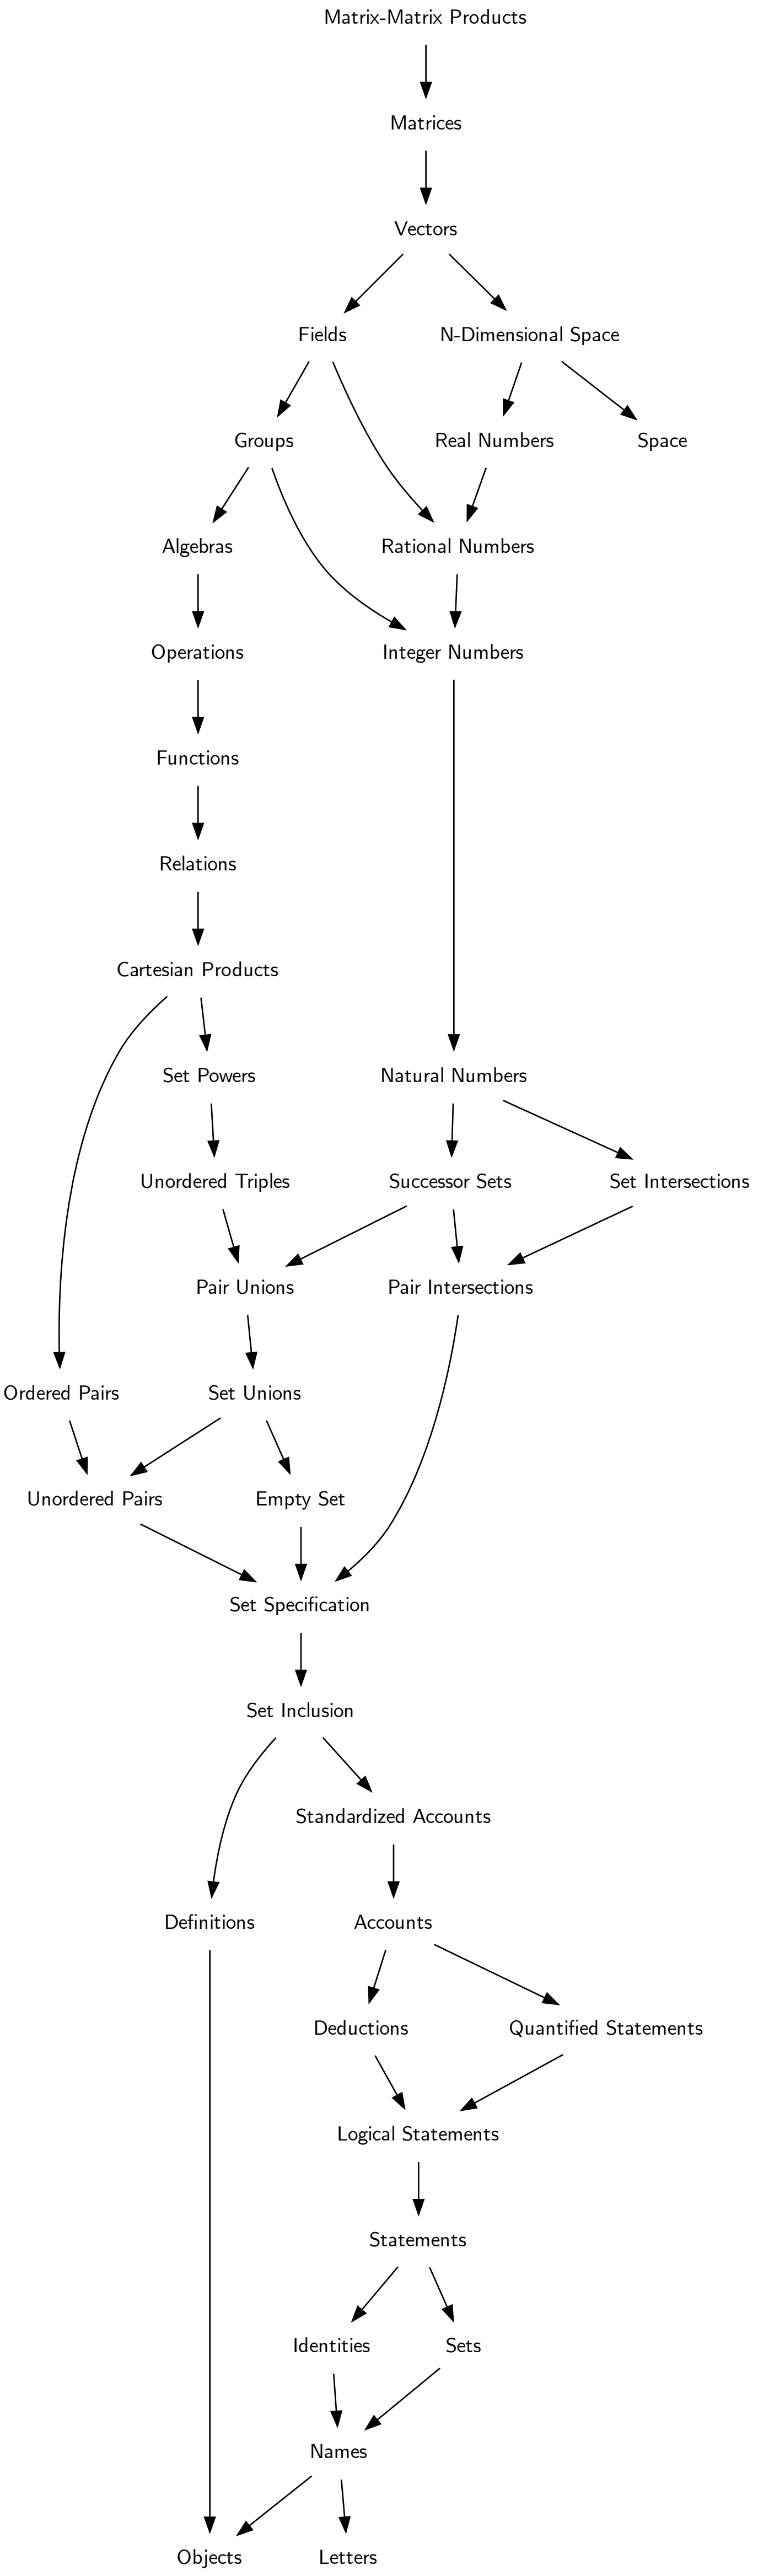 Matrix-Matrix Products
Matrices
Vectors
Fields
N-Dimensional Space
Groups
Real Numbers
Space
Algebras
Rational Numbers
Operations
Integer Numbers
Functions
Relations
Cartesian Products
Set Powers
Natural Numbers
Unordered Triples
Successor Sets
Set Intersections
Pair Unions
Pair Intersections
Ordered Pairs
Set Unions
Unordered Pairs
Empty Set
Set Specification
Set Inclusion
Standardized Accounts
Definitions
Accounts
Deductions
Quantified Statements
Logical Statements
Statements
Identities
Sets
Names
Objects
Letters